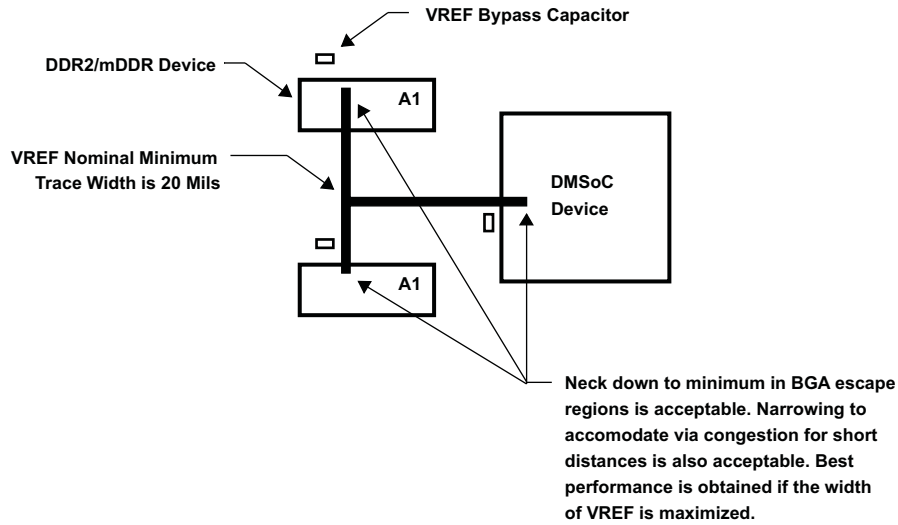 VREF Bypass Capacitor
DDR2/mDDR Device
A1
VREF Nominal Minimum
Trace Width is 20 Mils
DMSoC
Device
A1
Neck down to minimum in BGA escape
regions is acceptable. Narrowing to
accomodate via congestion for short
distances is also acceptable. Best
performance is obtained if the width
of VREF is maximized.